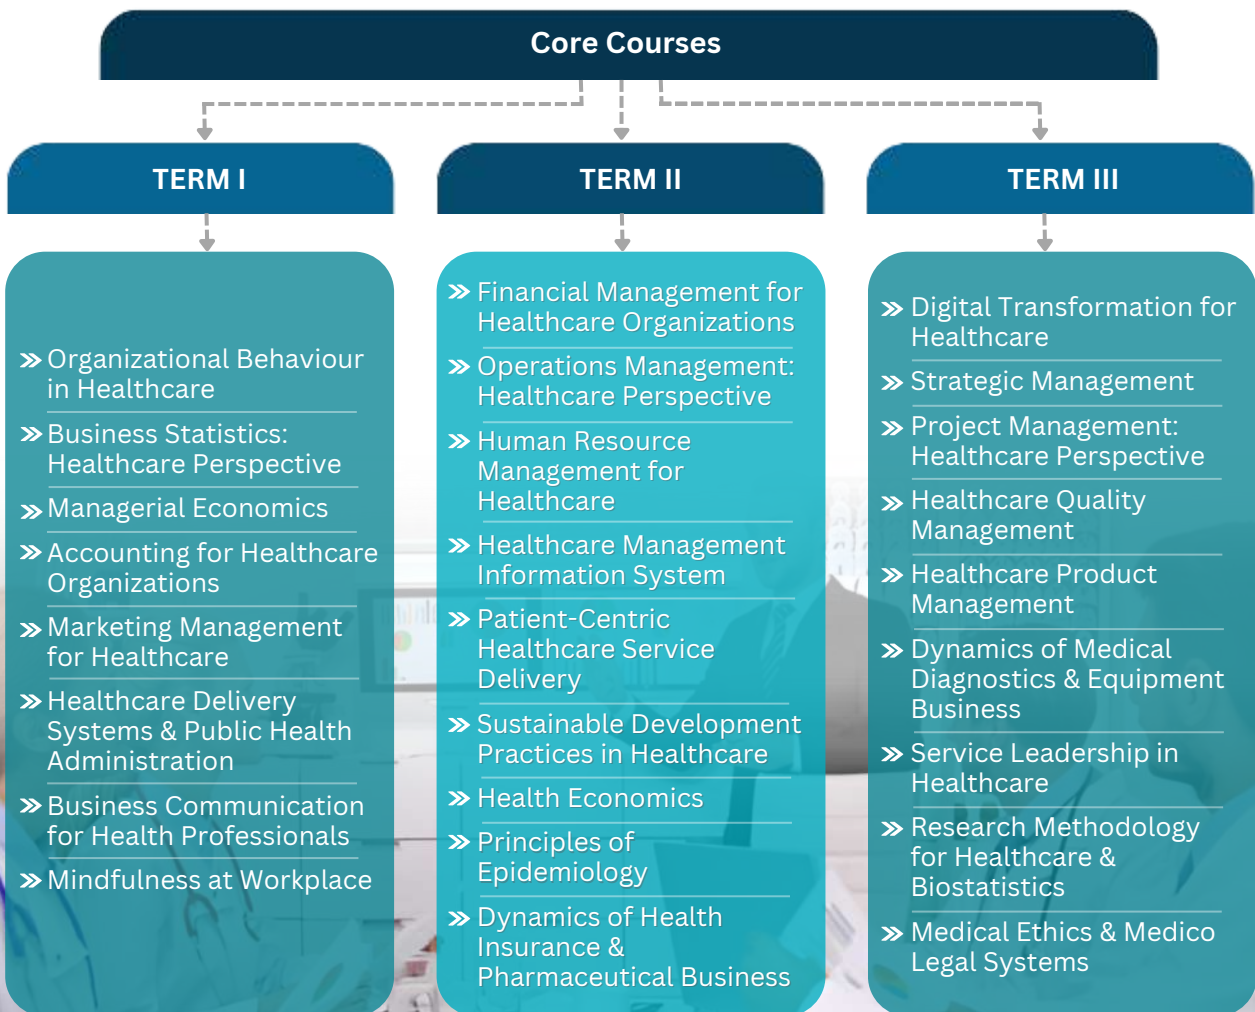 Core Courses
TERM I
Organizational Behaviour
in Healthcare
Business Statistics:
Healthcare Perspective
Managerial Economics
Accounting for Healthcare
Organizations
Marketing Management
for Healthcare
Healthcare Delivery
Systems & Public Health
Administration
Business Communication
for Health Professionals
Mindfulness at Workplace
TERM II
Financial Management for
Healthcare Organizations
Operations Management:
Healthcare Perspective
Human Resource
Management for
Healthcare
Healthcare Management
Information System
Patient-Centric
Healthcare Service
Delivery
Sustainable Development
Practices in Healthcare
Health Economics
Principles of
Epidemiology
Dynamics of Health
Insurance &
Pharmaceutical Business
TERM III
Digital Transformation for
Healthcare
Strategic Management
Project Management:
Healthcare Perspective
Healthcare Quality
Management
Healthcare Product
Management
Dynamics of Medical
Diagnostics & Equipment
Business
Service Leadership in
Healthcare
Research Methodology
for Healthcare &
Biostatistics
Medical Ethics & Medico
Legal Systems